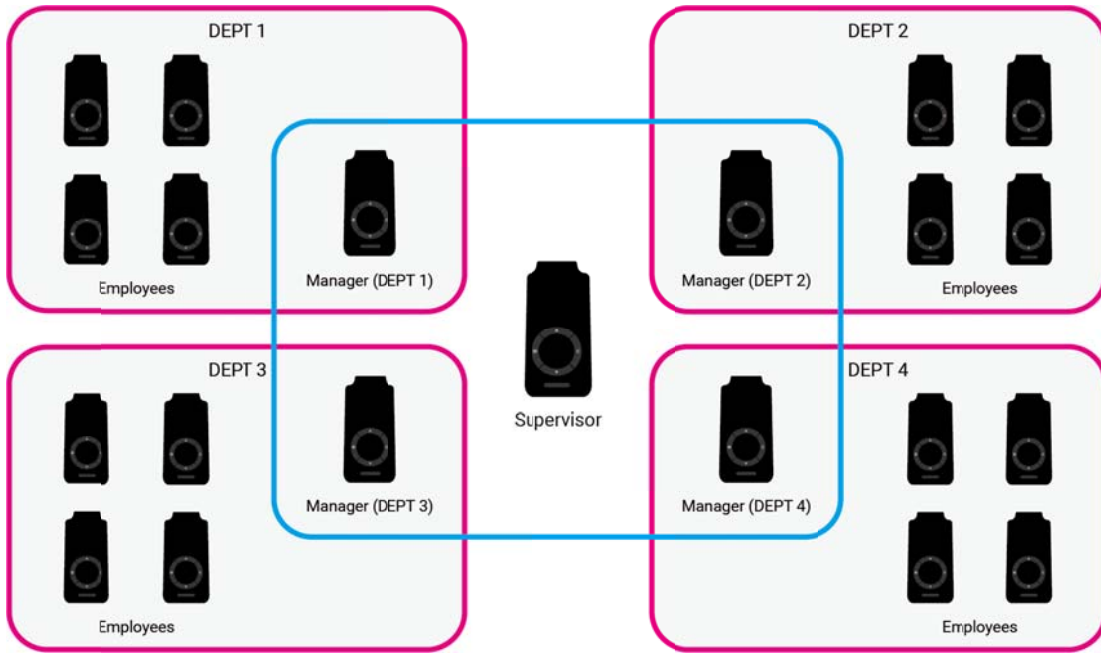 DEPT 1
DEPT 2
Employees
Manager (DEPT 1)
Manager (DEPT 2)
Employees
Supervisor
DEPT 3
DEPT 4
Employees
Manager (DEPT 3)
Manager (DEPT 4)
Employees